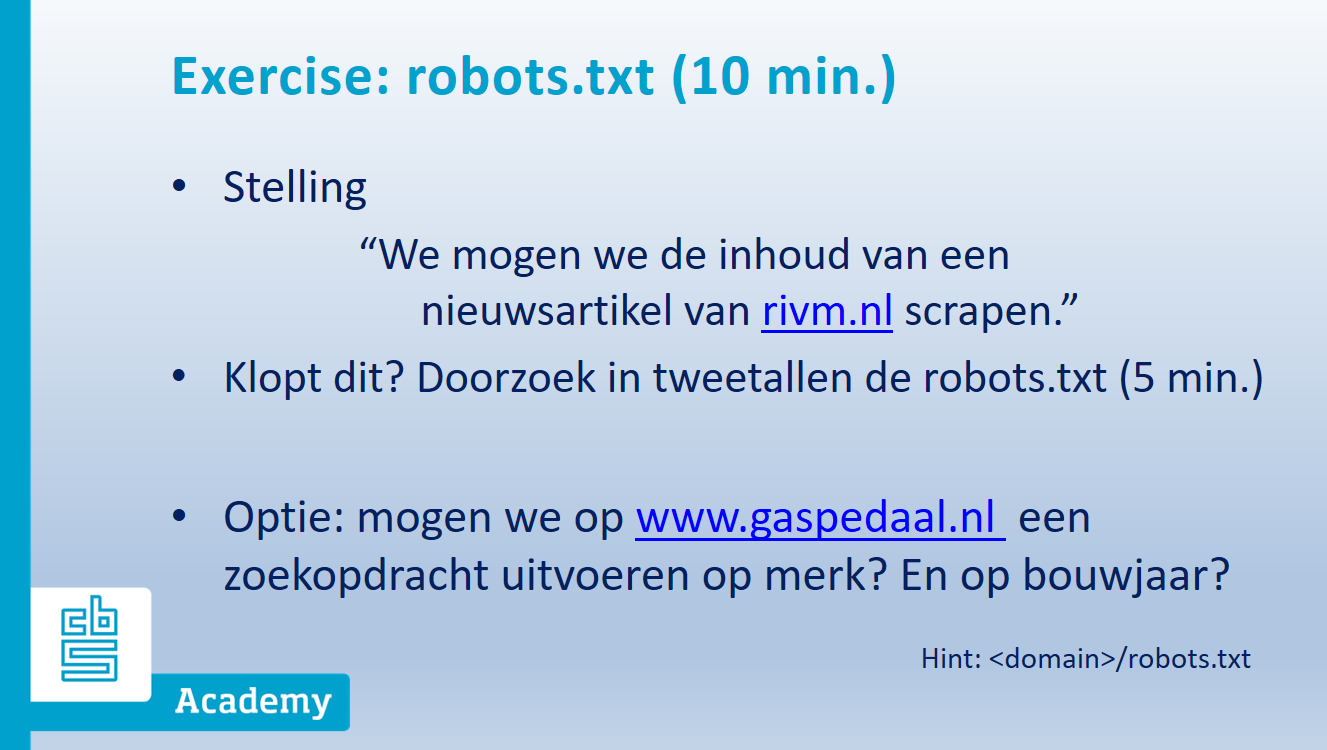 Exercise: robots.txt (10 min.)
• Stelling
“We mogen we de inhoud van een
nieuwsartikel van rivm.nl scrapen.”
• Klopt dit? Doorzoek in tweetallen de robots.txt (5 min.)
• Optie: mogen we op www.gaspedaal.nl een
zoekopdracht uitvoeren op merk? En op bouwjaar?
Hint: <domain>/robots.txt
cbs
Academy